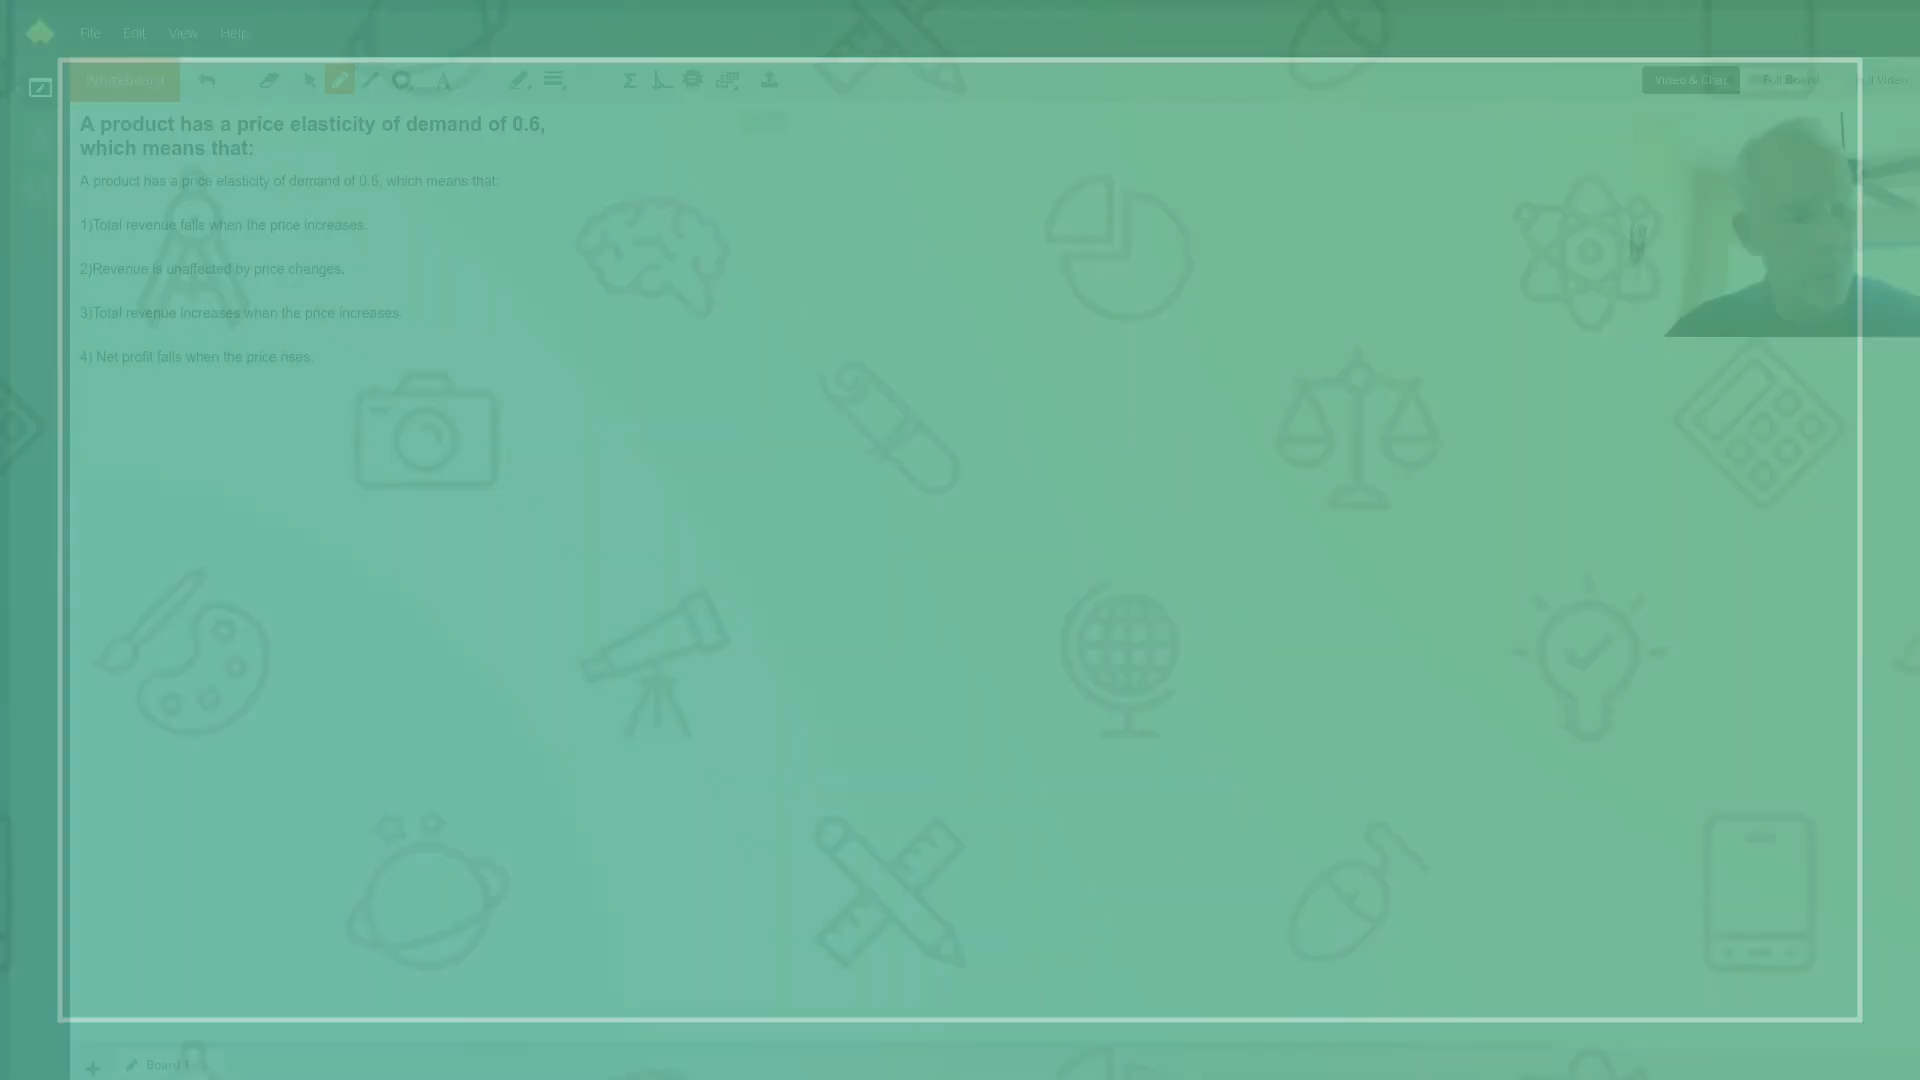 File Edit View Help
Whiteboard
Video & Chat Full Board Full Video
A product has a price elasticity of demand of 0.6,
which means that:
A product has a price elasticity of demand of 0.6, which means that:
1)Total revenue falls when the price increases.
2)Revenue is unaffected by price changes.
3)Total revenue increases when the price increases.
4) Net profit falls when the price rises.
Board 1